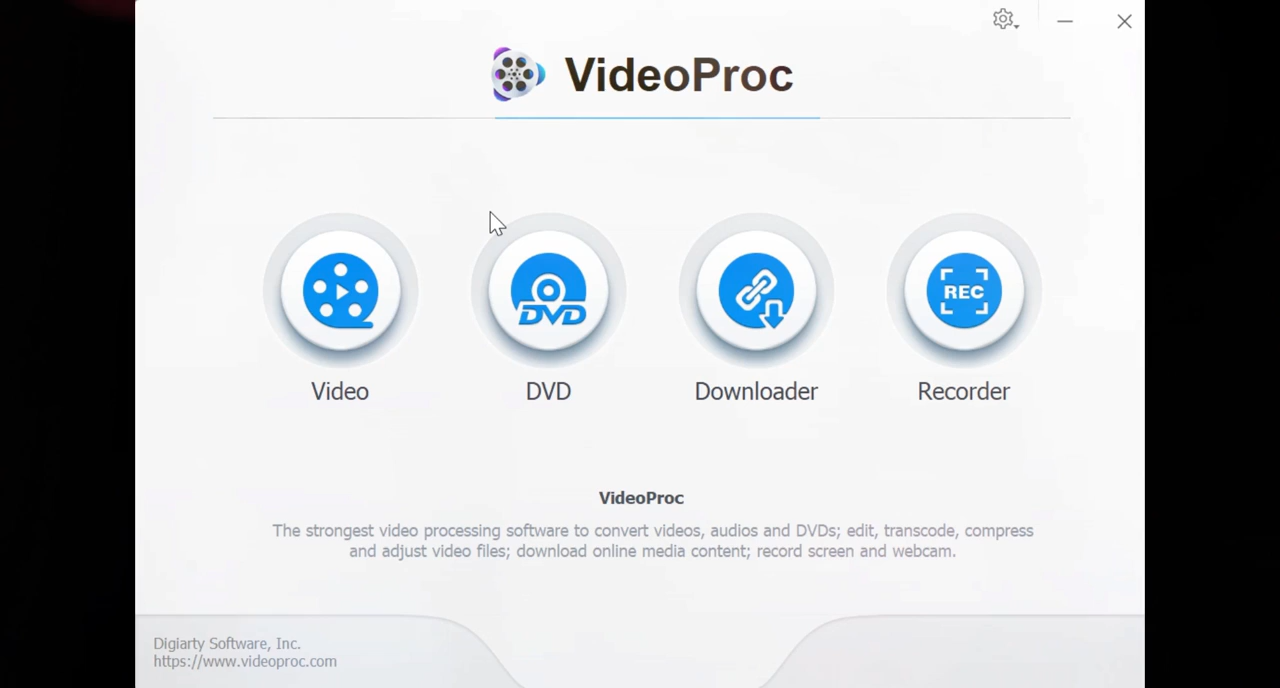 VideoProc
DVD
REC
Video
DVD
Downloader
Recorder
VideoProc
The strongest video processing software to convert videos, audios and DVDs; edit, transcode, compress
and adjust video files; download online media content; record screen and webcam.
Digiarty Software, Inc.
https://www.videoproc.com